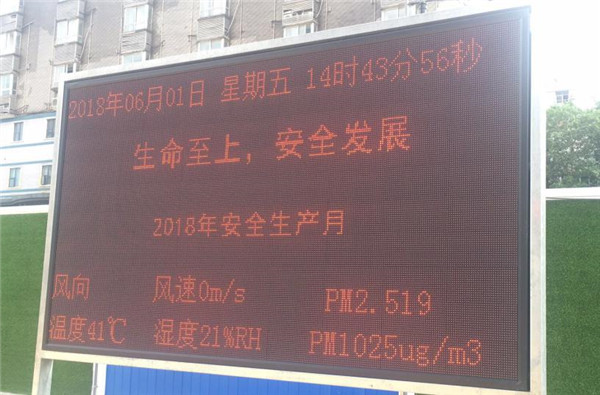 2018年06月01日 星期五 14时43分56秒
生命至上，安全发展
2018年安全生产月
风向 风速0m/s PM2.519
温度41℃ 湿度21%RH PM1025ug/m3